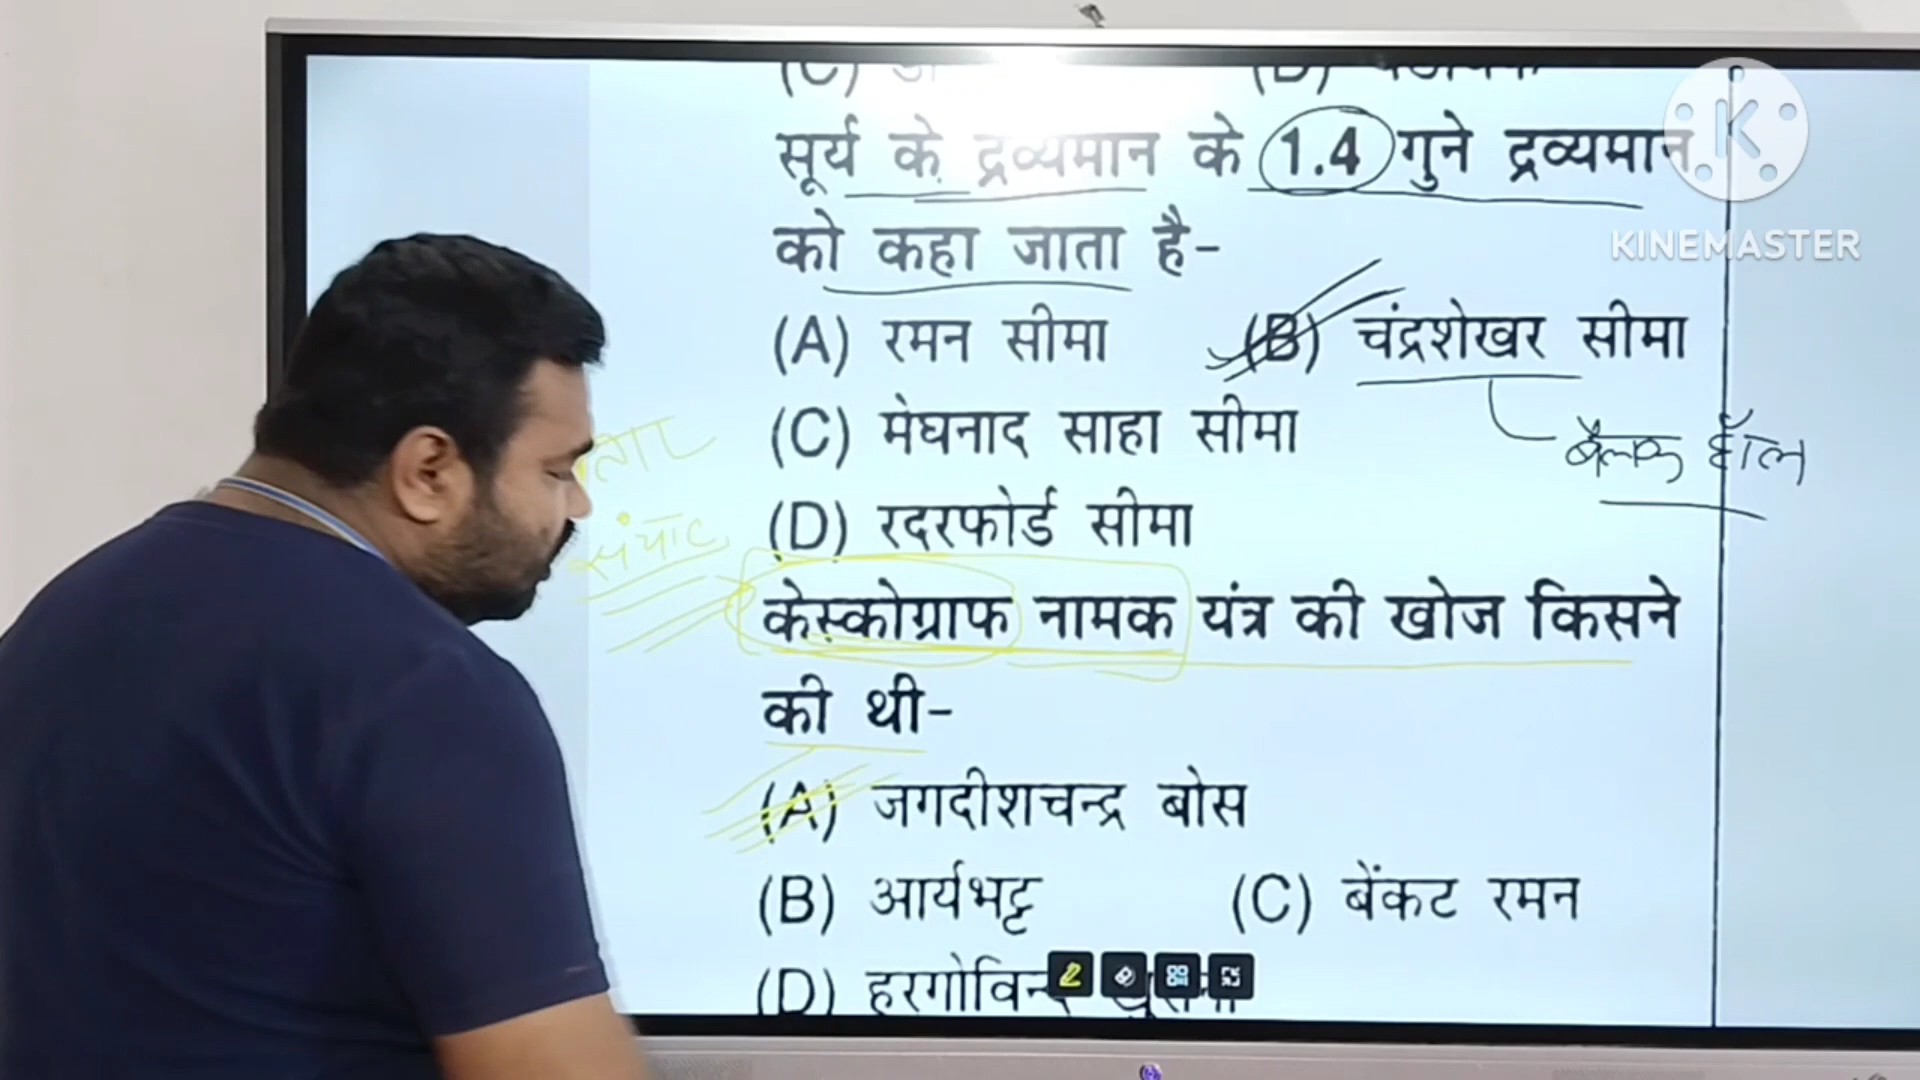 सूर्य के द्रव्यमान के 1.4 गुने द्रव्यमान
को कहा जाता है-
(A) रमन सीमा (B) चंद्रशेखर सीमा
(C) मेघनाद साहा सीमा
ब्लैक हॉल
(D) रदरफोर्ड सीमा
केस्कोग्राफ नामक यंत्र की खोज किसने
की थी-
(A) जगदीशचन्द्र बोस
(B) आर्यभट्ट (C) बेंकट रमन
(D) हरगोविन्द
K
KINEMASTER